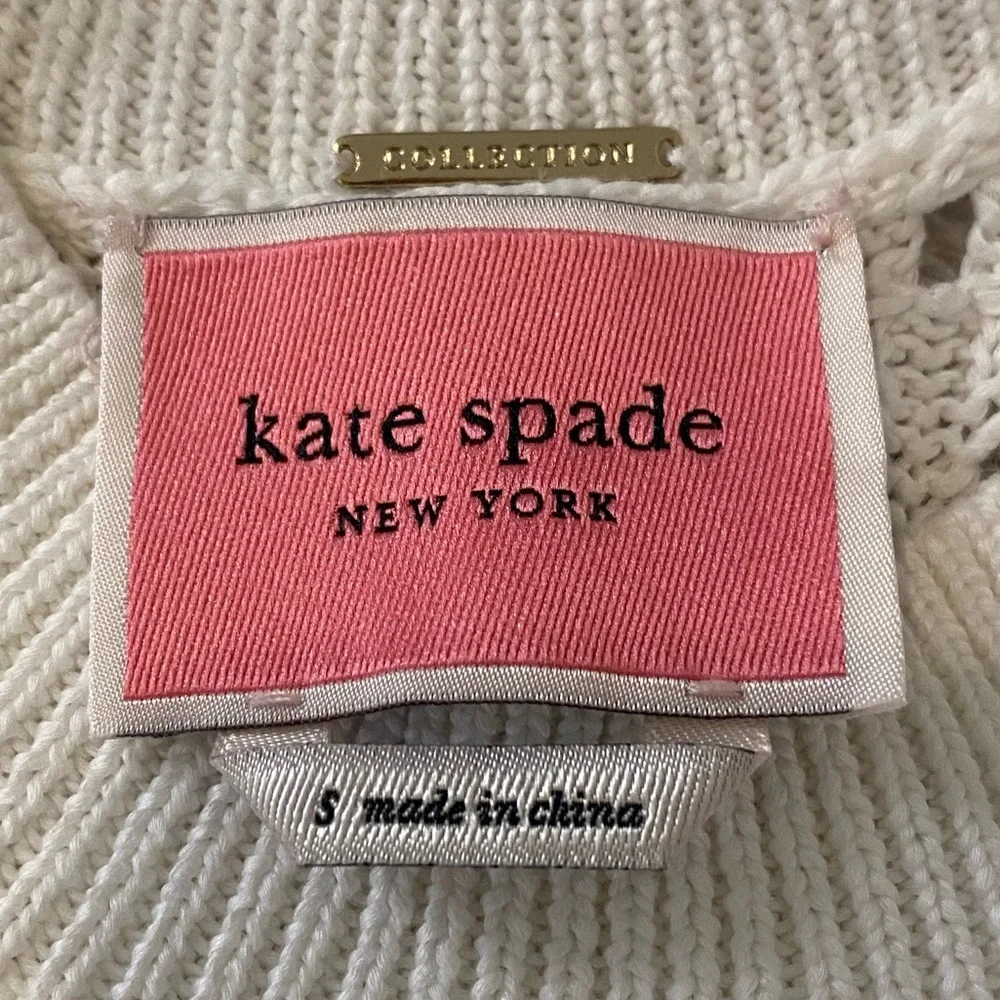 COLLECTION
kate spade
NEW YORK
S made in china